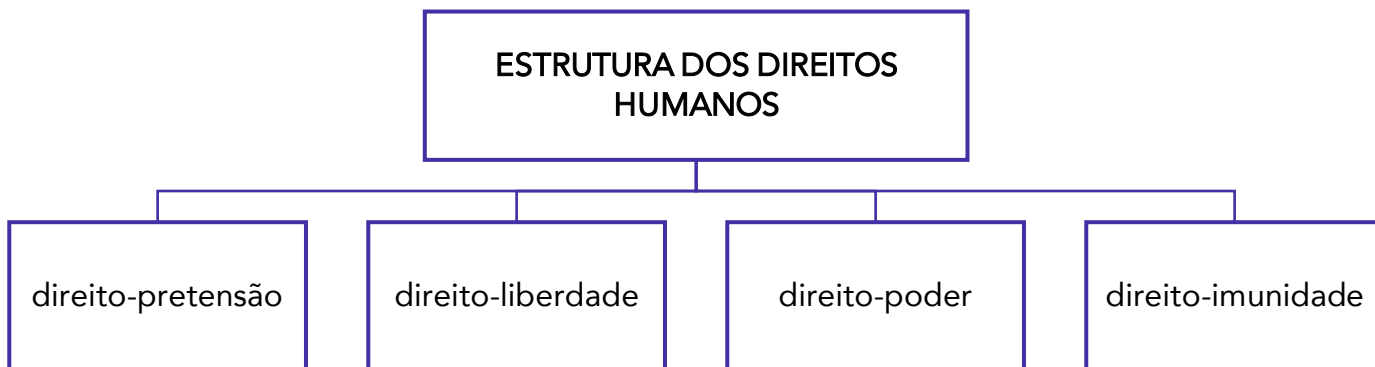 ESTRUTURA DOS DIREITOS
HUMANOS
direito-pretensão
direito-liberdade
direito-poder
direito-imunidade